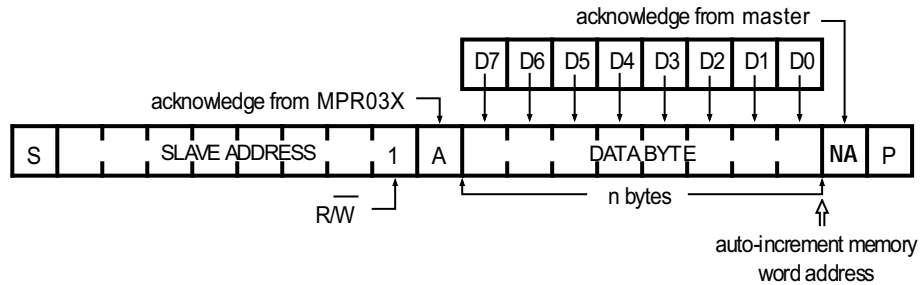 acknowledge from master
D7 D6 D5 D4 D3 D2 D1 D0
acknowledge from MPR03X
S SLAVE ADDRESS 1 A DATA BYTE NA P
R/W
n bytes
auto-increment memory
word address